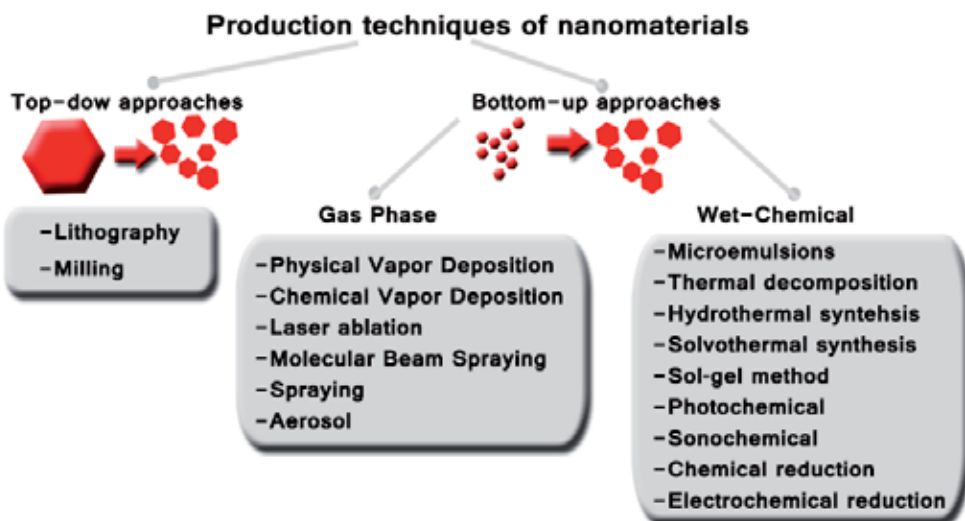 Production techniques of nanomaterials
Top-dow approaches
Bottom-up approaches
-Lithography
-Milling
Gas Phase
-Physical Vapor Deposition
-Chemical Vapor Deposition
-Laser ablation
-Molecular Beam Spraying
-Spraying
-Aerosol
Wet-Chemical
-Microemulsions
-Thermal decomposition
-Hydrothermal syntehsis
-Solvothermal synthesis
-Sol-gel method
-Photochemical
-Sonochemical
-Chemical reduction
-Electrochemical reduction